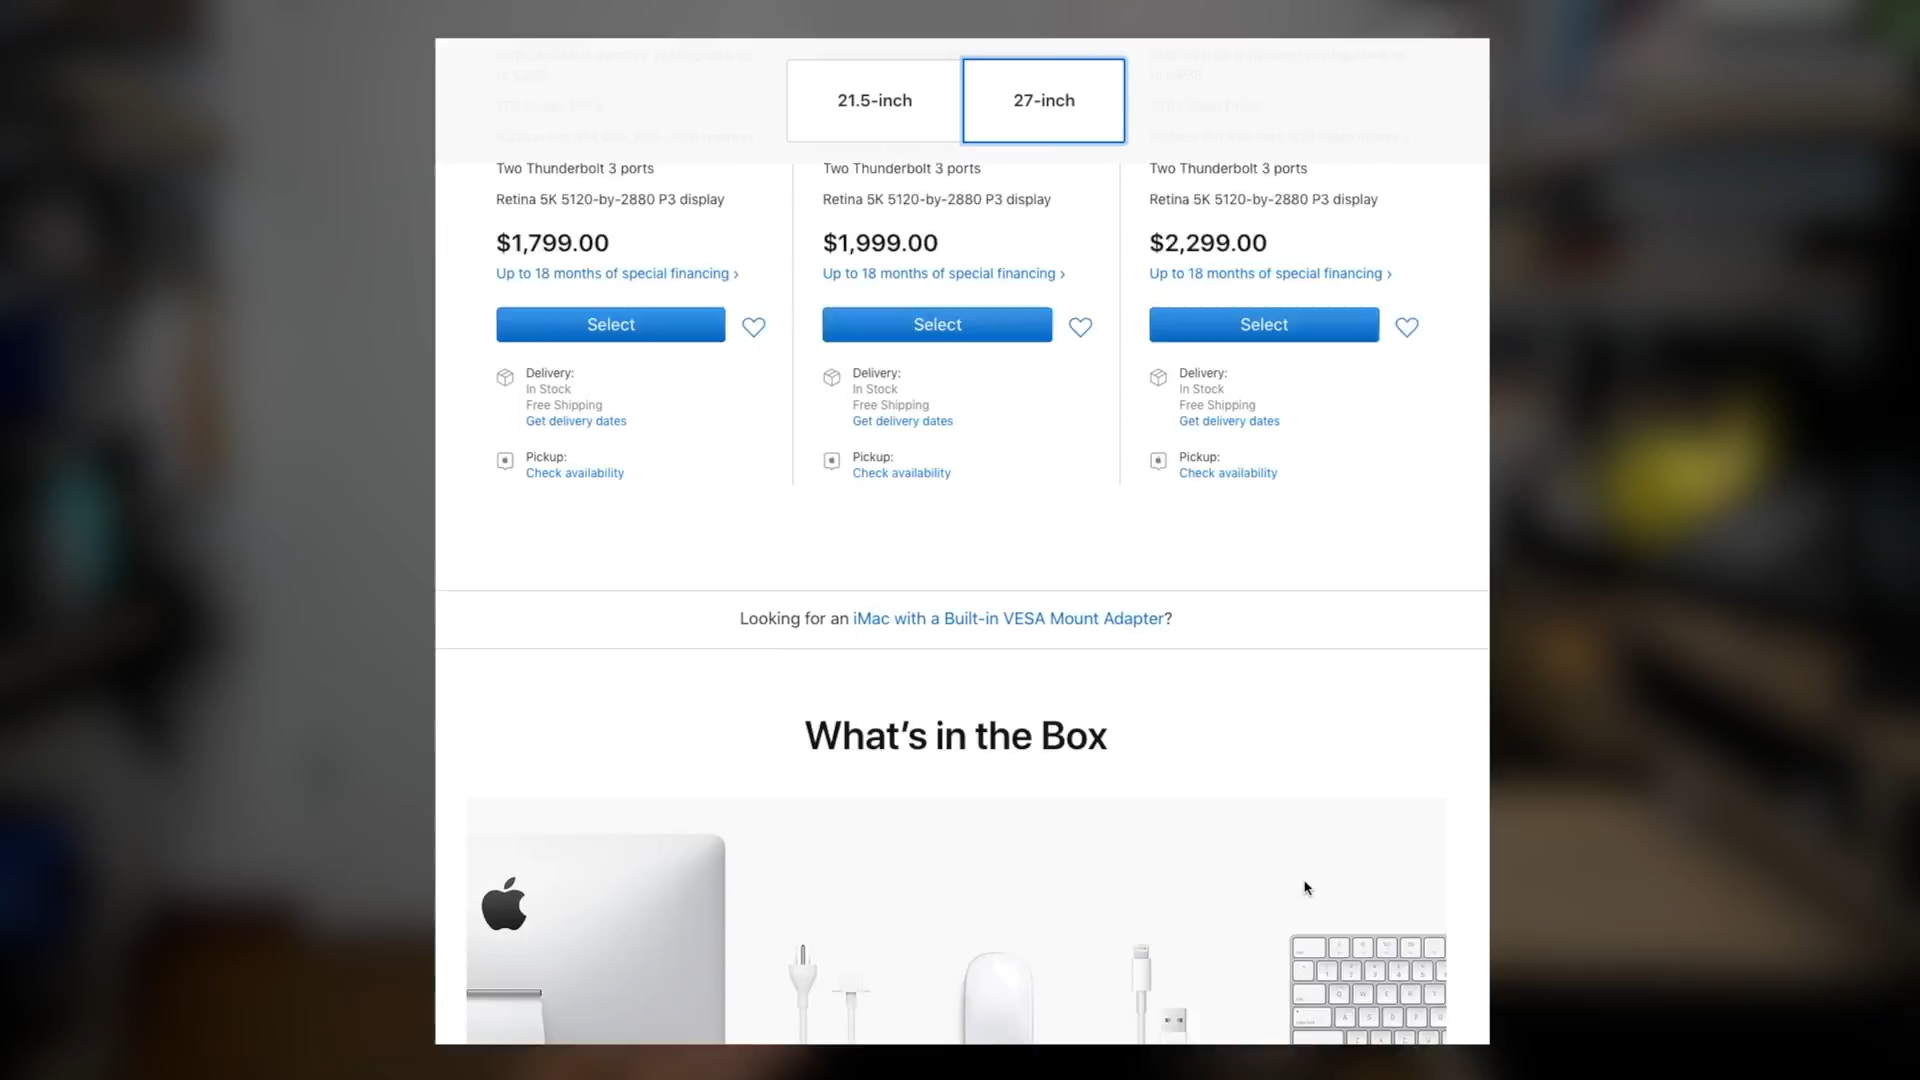 21.5-inch
27-inch
Two Thunderbolt 3 ports
Retina 5K 5120-by-2880 P3 display
$1,799.00
Up to 18 months of special financing ›
Select
Delivery:
In Stock
Free Shipping
Get delivery dates
Pickup:
Check availability
Two Thunderbolt 3 ports
Retina 5K 5120-by-2880 P3 display
$1,999.00
Up to 18 months of special financing ›
Select
Delivery:
In Stock
Free Shipping
Get delivery dates
Pickup:
Check availability
Two Thunderbolt 3 ports
Retina 5K 5120-by-2880 P3 display
$2,299.00
Up to 18 months of special financing ›
Select
Delivery:
In Stock
Free Shipping
Get delivery dates
Pickup:
Check availability
Looking for an iMac with a Built-in VESA Mount Adapter?
What’s in the Box